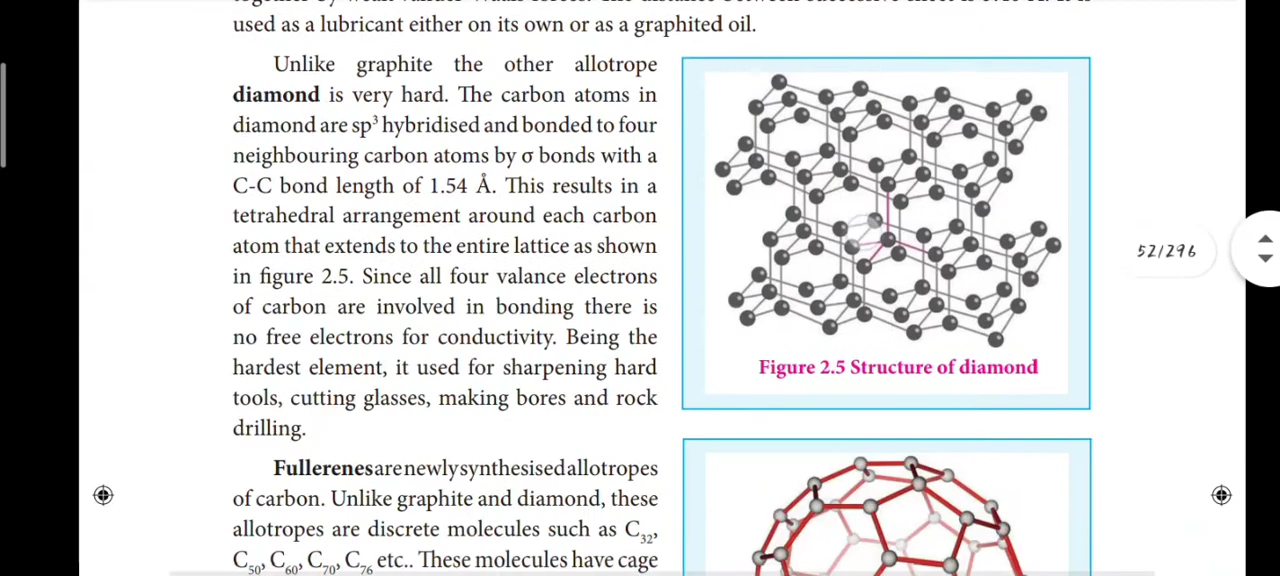 used as a lubricant either on its own or as a graphited oil.
Unlike graphite the other allotrope
diamond is very hard. The carbon atoms in
diamond are sp³ hybridised and bonded to four
neighbouring carbon atoms by σ bonds with a
C-C bond length of 1.54 Å. This results in a
tetrahedral arrangement around each carbon
atom that extends to the entire lattice as shown
in figure 2.5. Since all four valance electrons
of carbon are involved in bonding there is
no free electrons for conductivity. Being the
hardest element, it used for sharpening hard
tools, cutting glasses, making bores and rock
drilling.
Figure 2.5 Structure of diamond
52/296
Fullerenes are newly synthesised allotropes
of carbon. Unlike graphite and diamond, these
allotropes are discrete molecules such as C₃₂,
C₅₀, C₆₀, C₇₀, C₇₆ etc.. These molecules have cage